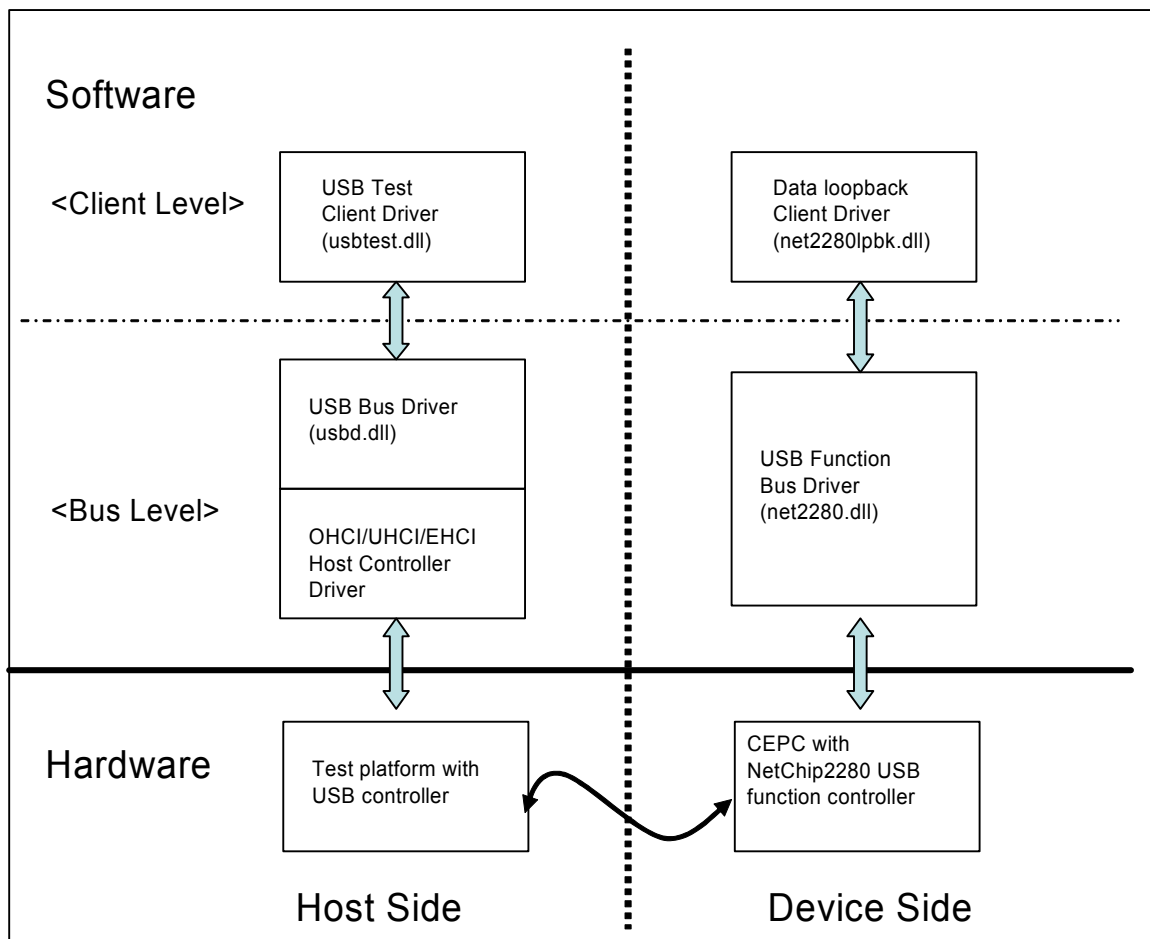 Software
<Client Level>
USB Test
Client Driver
(usbtest.dll)
Data loopback
Client Driver
(net2280lpbk.dll)
<Bus Level>
USB Bus Driver
(usbd.dll)
OHCI/UHCI/EHCI
Host Controller
Driver
USB Function
Bus Driver
(net2280.dll)
Hardware
Test platform with
USB controller
CEPC with
NetChip2280 USB
function controller
Host Side
Device Side